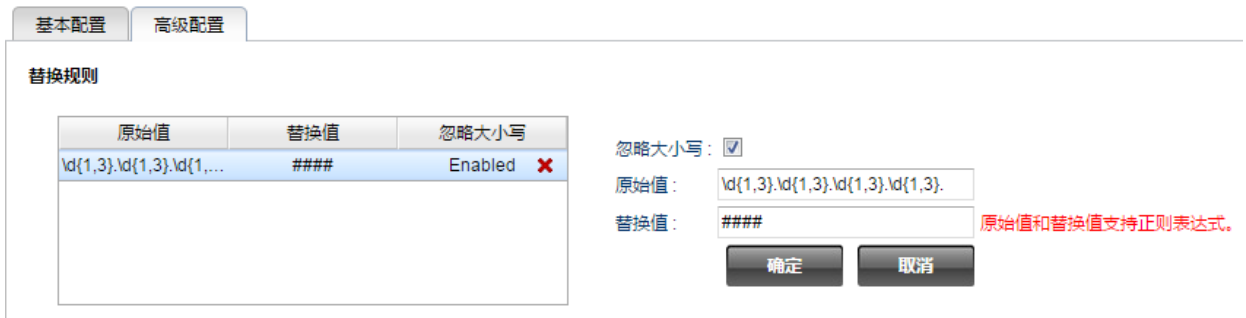 基本配置 高级配置
替换规则
原始值 替换值 忽略大小写
\d{1,3}.\d{1,3}.\d{1,... #### Enabled
忽略大小写:
原始值: \d{1,3}.\d{1,3}.\d{1,3}.\d{1,3}.
替换值: #### 原始值和替换值支持正则表达式。
确定 取消